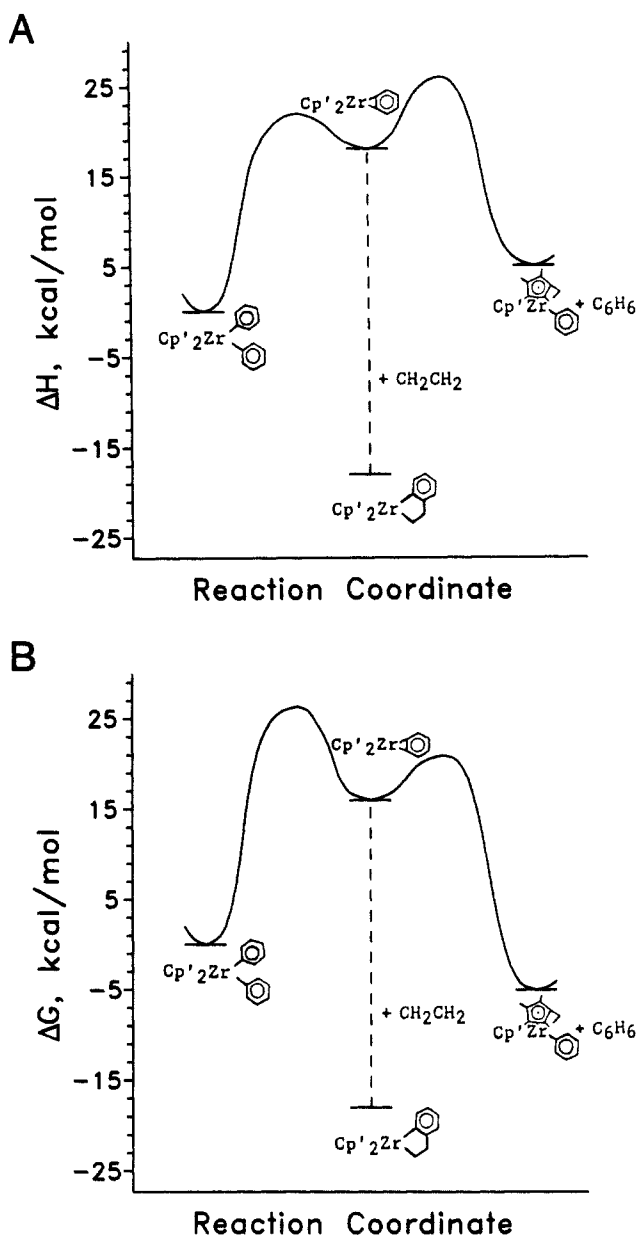 A
25
15
5
-5
-15
-25
ΔH, kcal/mol
Cp'₂Zr
Cp'₂Zr
Cp'Zr + C₆H₆
+ CH₂CH₂
Cp'₂Zr
Reaction Coordinate
B
25
15
5
-5
-15
-25
ΔG, kcal/mol
Cp'₂Zr
Cp'₂Zr
Cp'Zr + C₆H₆
+ CH₂CH₂
Cp'₂Zr
Reaction Coordinate